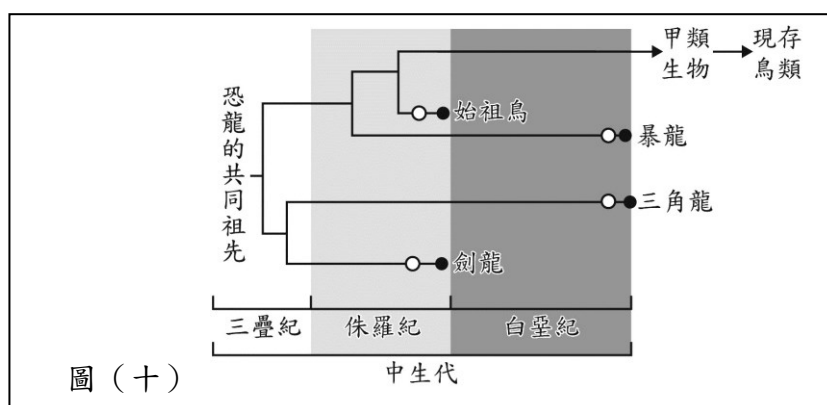 恐龍的共同祖先
甲類生物
現存鳥類
始祖鳥
暴龍
三角龍
劍龍
三疊紀
侏羅紀
白堊紀
中生代
圖(十)